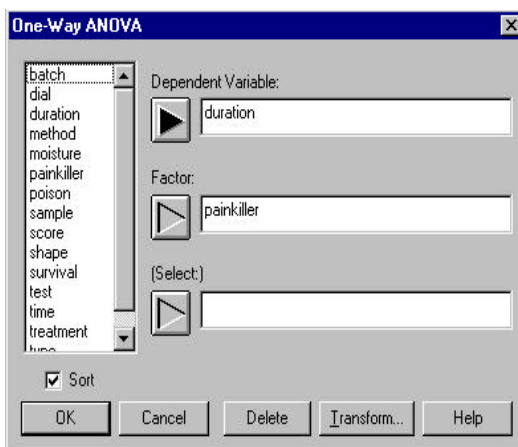 One-Way ANOVA
batch
dial
duration
method
moisture
painkiller
poison
sample
score
shape
survival
test
time
treatment
type
Dependent Variable:
duration
Factor:
painkiller
(Select:)
Sort
OK
Cancel
Delete
Transform...
Help